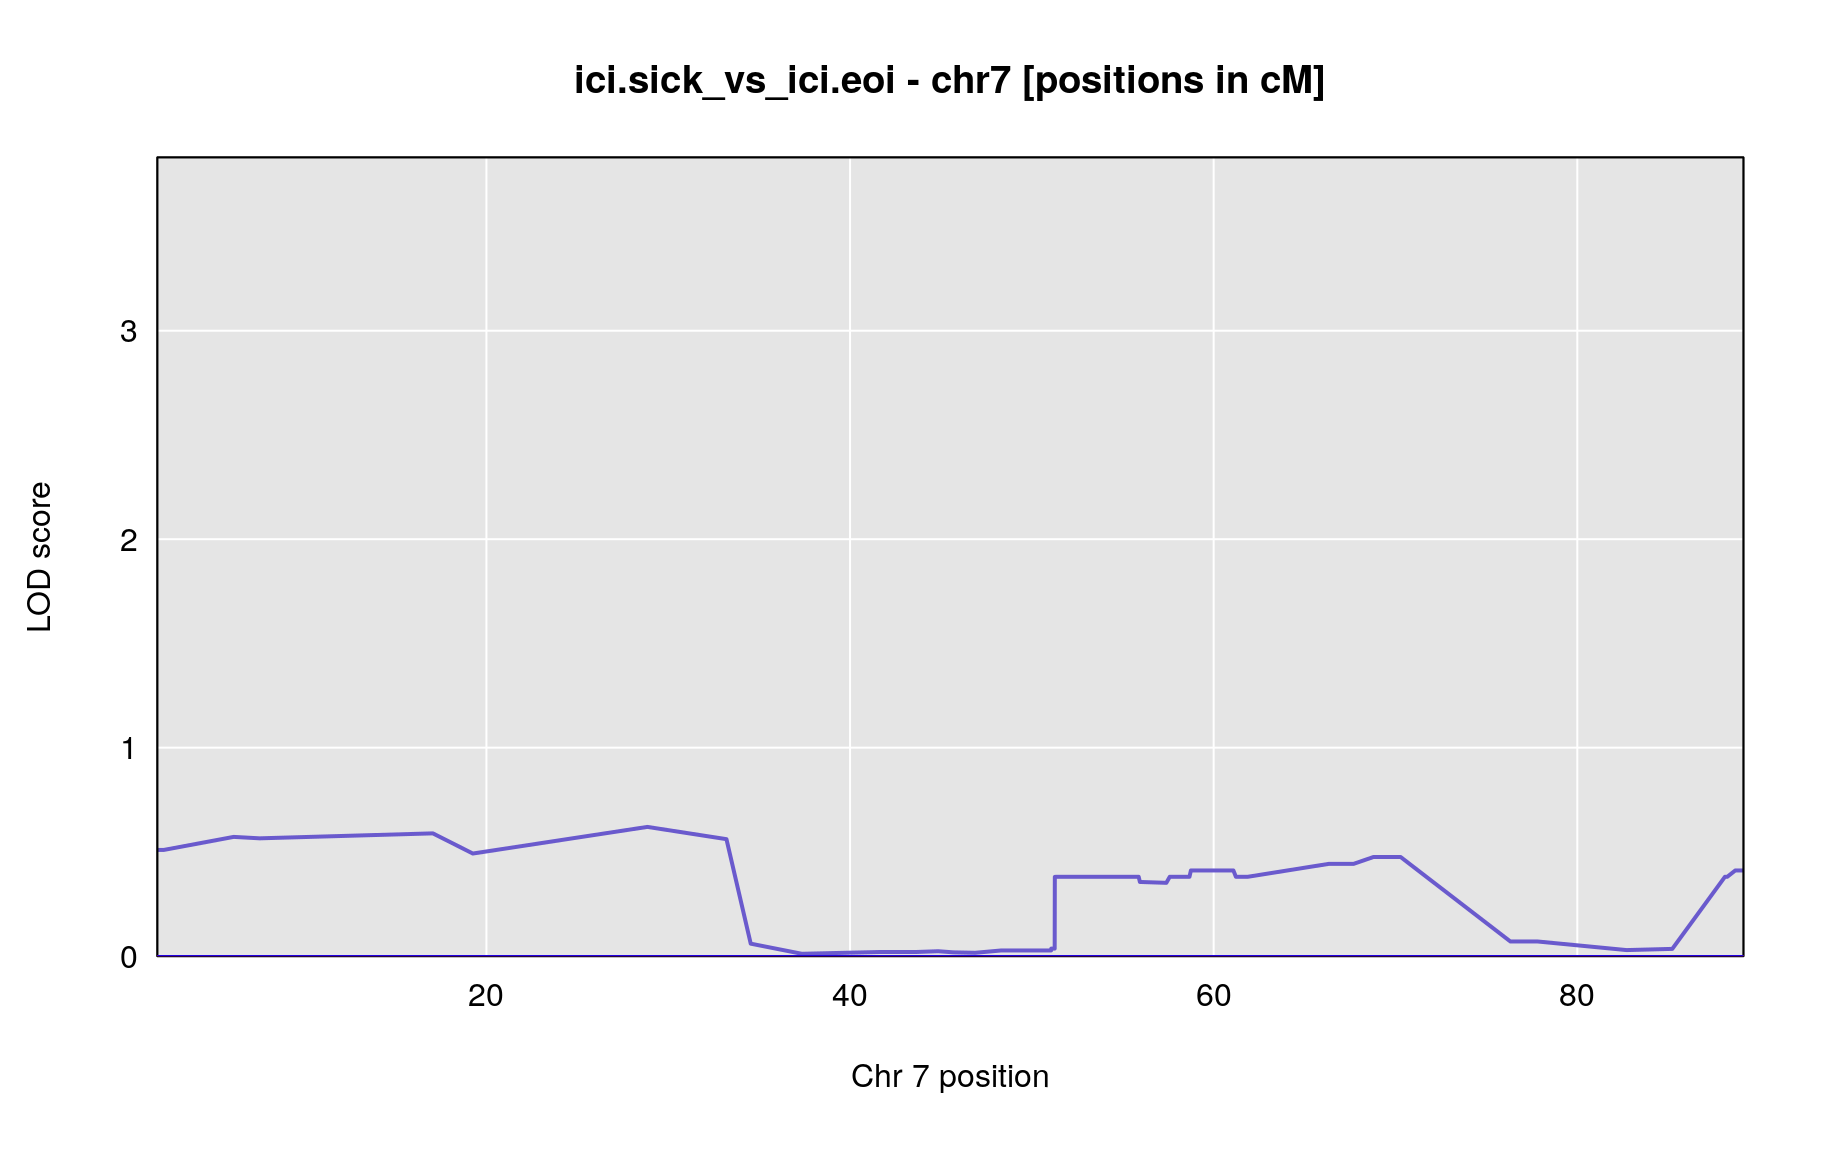 ici.sick_vs_ici.eoi - chr7 [positions in cM]
3
2
1
0
LOD score
20 40 60 80
Chr 7 position